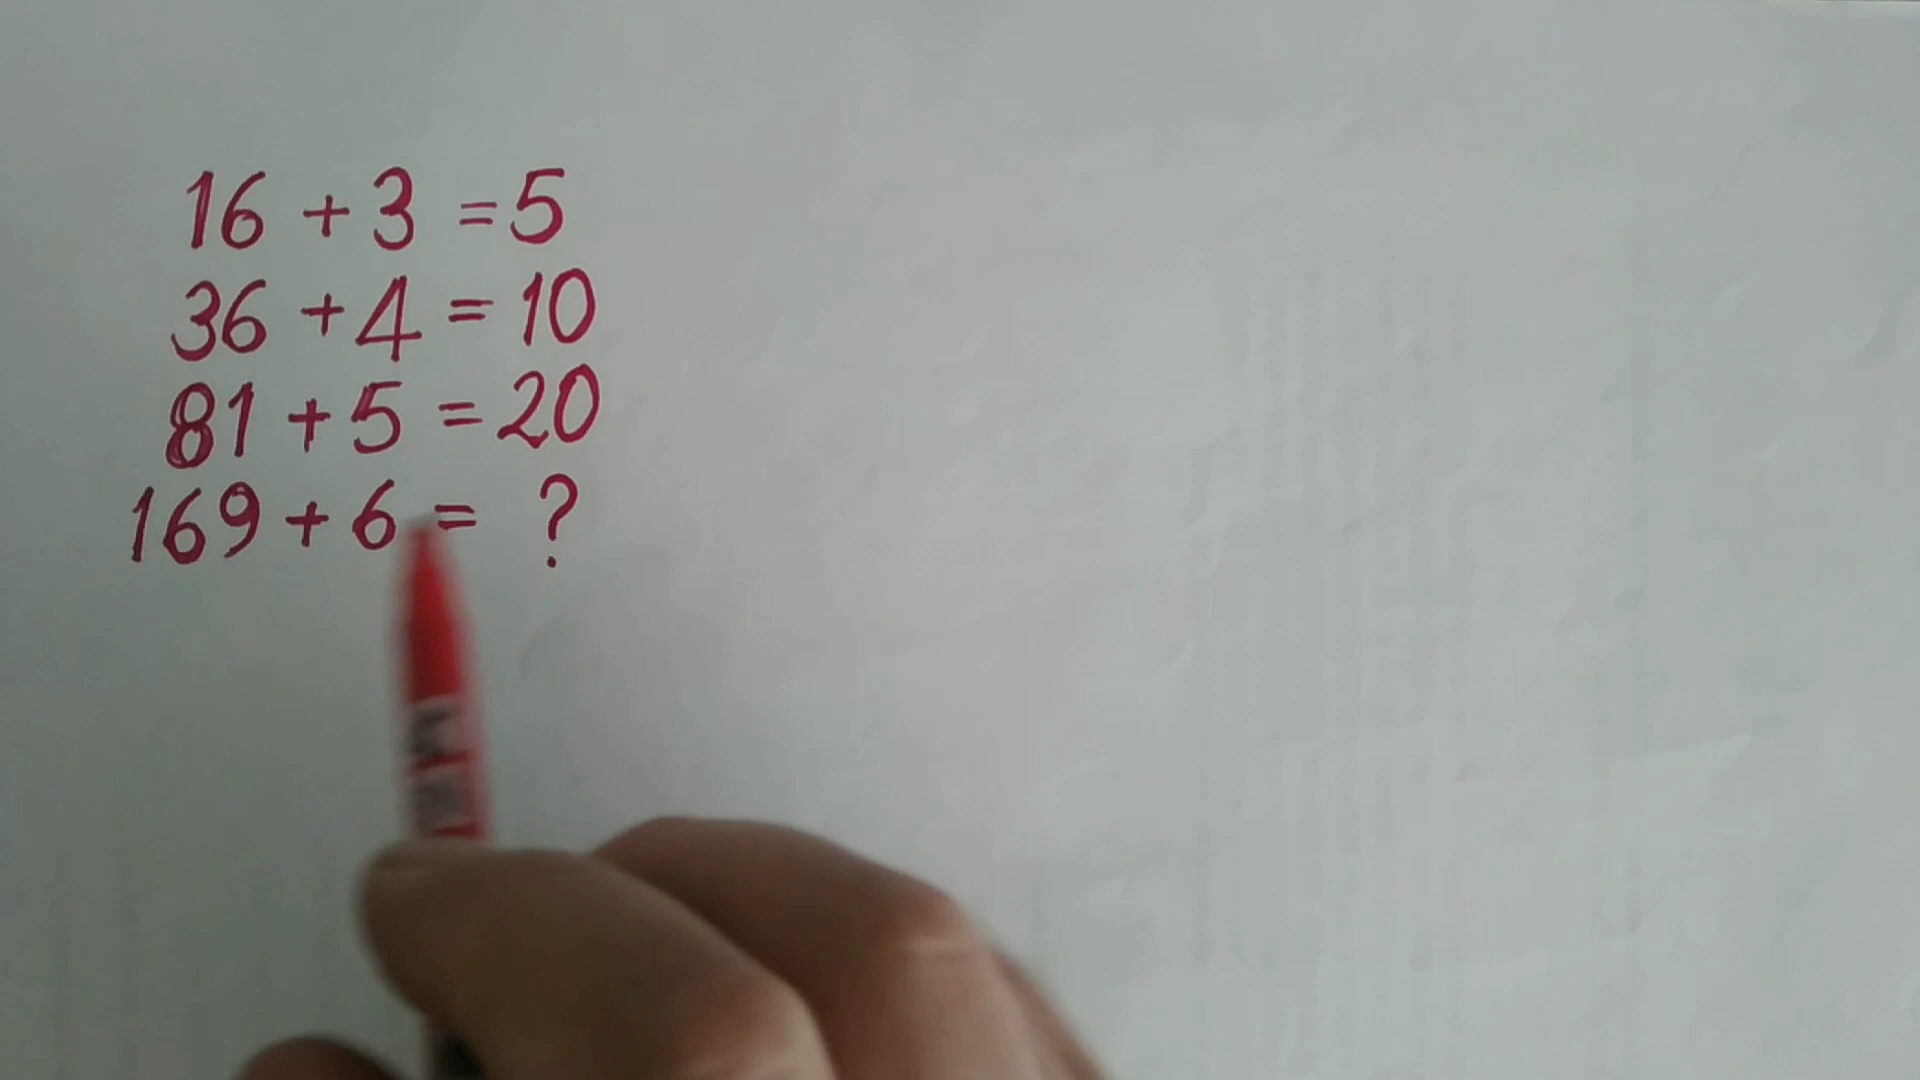 16 + 3 = 5
36 + 4 = 10
81 + 5 = 20
169 + 6 = ?